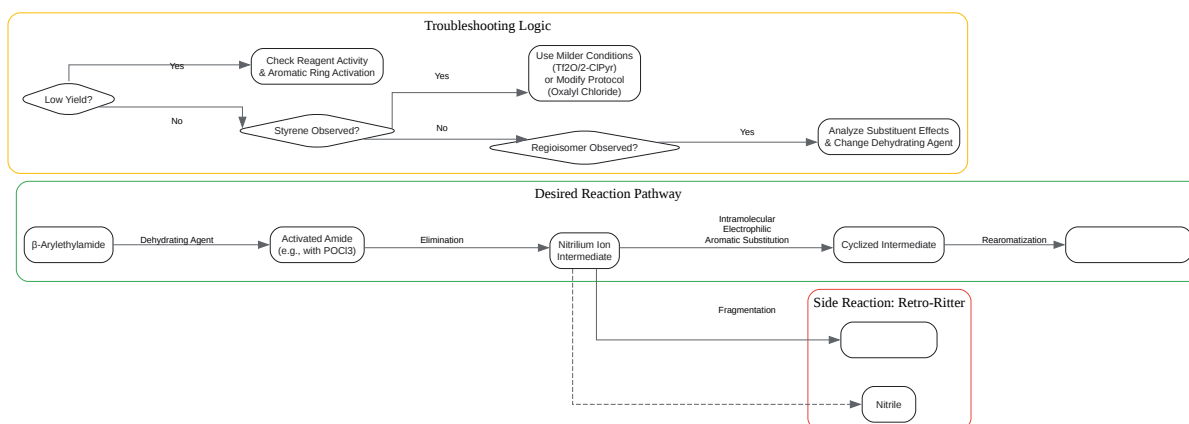 Troubleshooting Logic
Low Yield?
Yes
Check Reagent Activity
& Aromatic Ring Activation
No
Styrene Observed?
Yes
Use Milder Conditions
(Tf2O/2-ClPyr)
or Modify Protocol
(Oxalyl Chloride)
No
Regioisomer Observed?
Yes
Analyze Substituent Effects
& Change Dehydrating Agent
Desired Reaction Pathway
β-Arylethylamide
Dehydrating Agent
Activated Amide
(e.g., with POCl3)
Elimination
Nitrilium Ion
Intermediate
Intramolecular
Electrophilic
Aromatic Substitution
Cyclized Intermediate
Rearomatization
Fragmentation
Side Reaction: Retro-Ritter
Nitrile